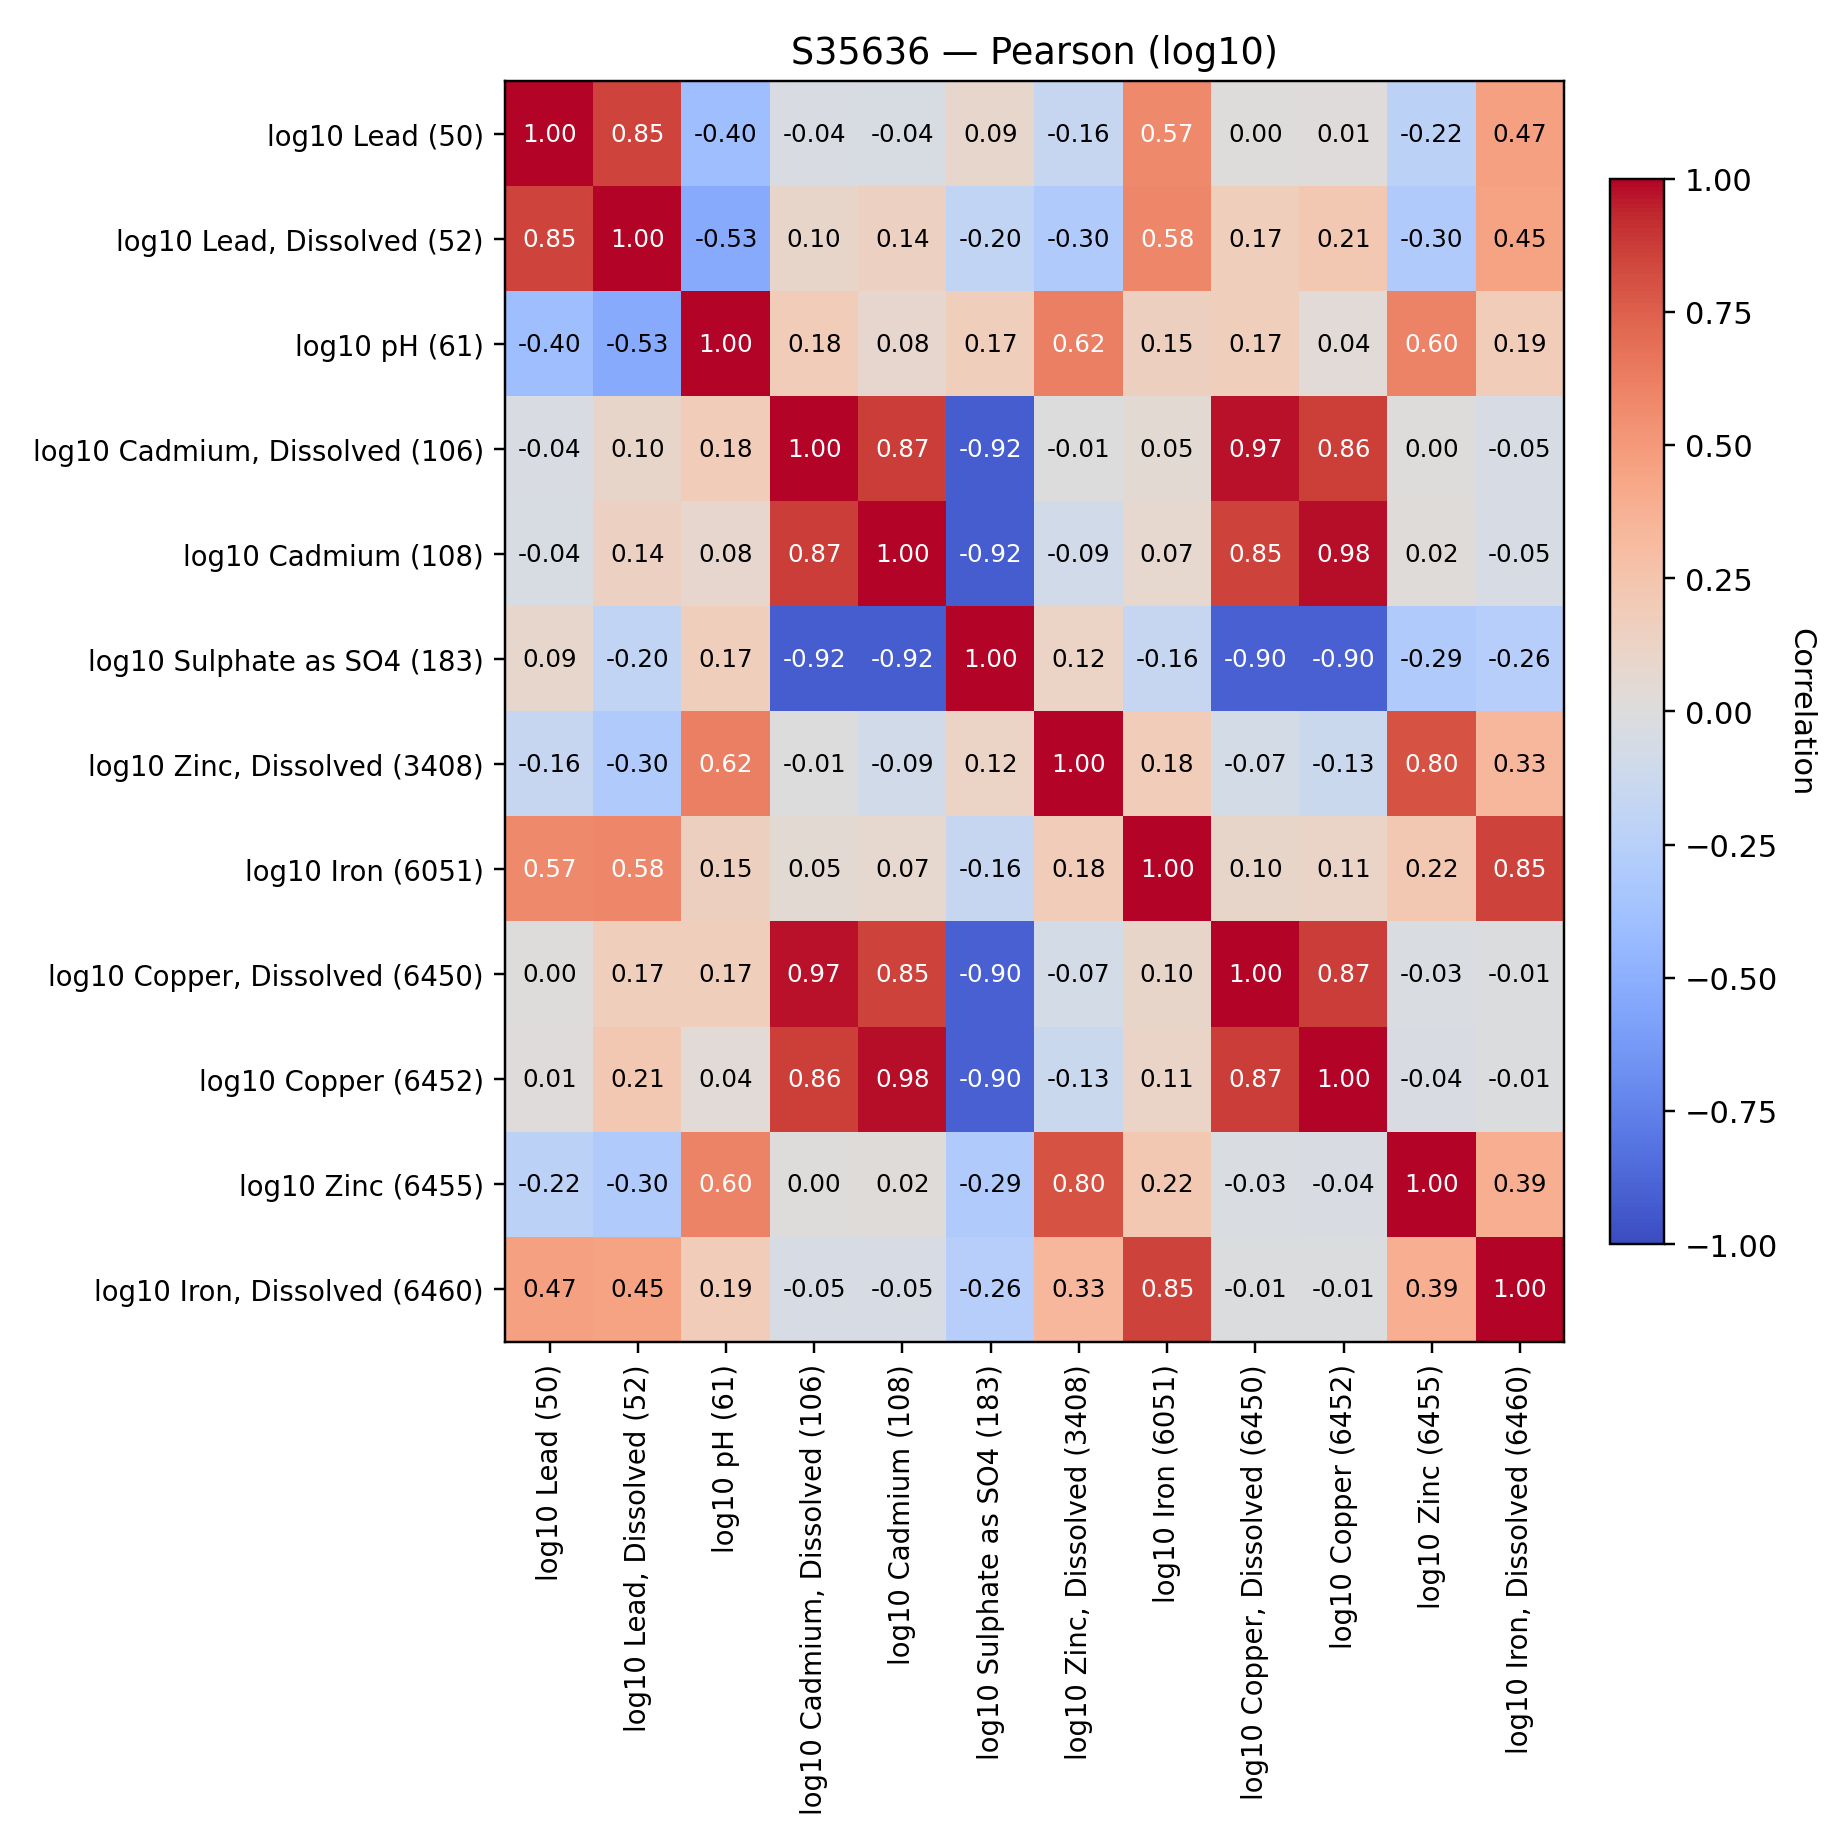 S35636 — Pearson (log10)
log10 Lead (50) 1.00 0.85 -0.40 -0.04 -0.04 0.09 -0.16 0.57 0.00 0.01 -0.22 0.47
log10 Lead, Dissolved (52) 0.85 1.00 -0.53 0.10 0.14 -0.20 -0.30 0.58 0.17 0.21 -0.30 0.45
log10 pH (61) -0.40 -0.53 1.00 0.18 0.08 0.17 0.62 0.15 0.17 0.04 0.60 0.19
log10 Cadmium, Dissolved (106) -0.04 0.10 0.18 1.00 0.87 -0.92 -0.01 0.05 0.97 0.86 0.00 -0.05
log10 Cadmium (108) -0.04 0.14 0.08 0.87 1.00 -0.92 -0.09 0.07 0.85 0.98 0.02 -0.05
log10 Sulphate as SO4 (183) 0.09 -0.20 0.17 -0.92 -0.92 1.00 0.12 -0.16 -0.90 -0.90 -0.29 -0.26
log10 Zinc, Dissolved (3408) -0.16 -0.30 0.62 -0.01 -0.09 0.12 1.00 0.18 -0.07 -0.13 0.80 0.33
log10 Iron (6051) 0.57 0.58 0.15 0.05 0.07 -0.16 0.18 1.00 0.10 0.11 0.22 0.85
log10 Copper, Dissolved (6450) 0.00 0.17 0.17 0.97 0.85 -0.90 -0.07 0.10 1.00 0.87 -0.03 -0.01
log10 Copper (6452) 0.01 0.21 0.04 0.86 0.98 -0.90 -0.13 0.11 0.87 1.00 -0.04 -0.01
log10 Zinc (6455) -0.22 -0.30 0.60 0.00 0.02 -0.29 0.80 0.22 -0.03 -0.04 1.00 0.39
log10 Iron, Dissolved (6460) 0.47 0.45 0.19 -0.05 -0.05 -0.26 0.33 0.85 -0.01 -0.01 0.39 1.00
log10 Lead (50)
log10 Lead, Dissolved (52)
log10 pH (61)
log10 Cadmium, Dissolved (106)
log10 Cadmium (108)
log10 Sulphate as SO4 (183)
log10 Zinc, Dissolved (3408)
log10 Iron (6051)
log10 Copper, Dissolved (6450)
log10 Copper (6452)
log10 Zinc (6455)
log10 Iron, Dissolved (6460)
1.00
0.75
0.50
0.25
0.00
−0.25
−0.50
−0.75
−1.00
Correlation